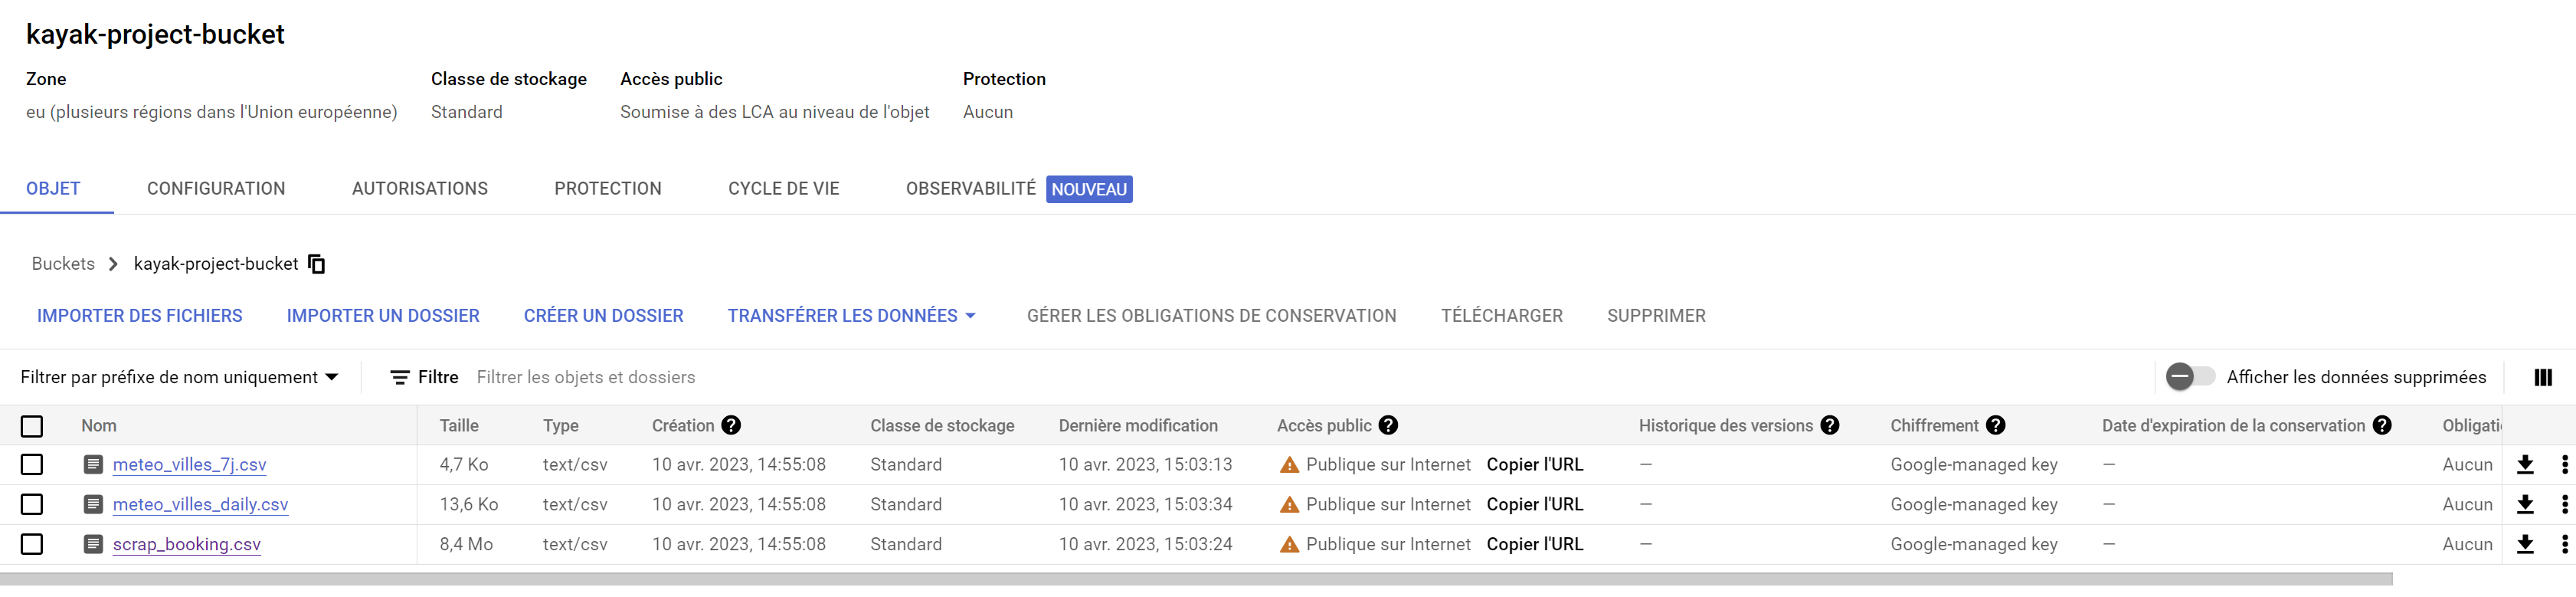 kayak-project-bucket
Zone Classe de stockage Accès public Protection
eu (plusieurs régions dans l'Union européenne) Standard Soumise à des LCA au niveau de l'objet Aucun
OBJET CONFIGURATION AUTORISATIONS PROTECTION CYCLE DE VIE OBSERVABILITÉ NOUVEAU
Buckets kayak-project-bucket
IMPORTER DES FICHIERS IMPORTER UN DOSSIER CRÉER UN DOSSIER TRANSFÉRER LES DONNÉES GÉRER LES OBLIGATIONS DE CONSERVATION TÉLÉCHARGER SUPPRIMER
Filtrer par préfixe de nom uniquement Filtre Filtrer les objets et dossiers Afficher les données supprimées
Nom Taille Type Création Classe de stockage Dernière modification Accès public Historique des versions Chiffrement Date d'expiration de la conservation Obligati
meteo_villes_7j.csv 4,7 Ko text/csv 10 avr. 2023, 14:55:08 Standard 10 avr. 2023, 15:03:13 Publique sur Internet Copier l'URL — Google-managed key — Aucun
meteo_villes_daily.csv 13,6 Ko text/csv 10 avr. 2023, 14:55:08 Standard 10 avr. 2023, 15:03:34 Publique sur Internet Copier l'URL — Google-managed key — Aucun
scrap_booking.csv 8,4 Mo text/csv 10 avr. 2023, 14:55:08 Standard 10 avr. 2023, 15:03:24 Publique sur Internet Copier l'URL — Google-managed key — Aucun